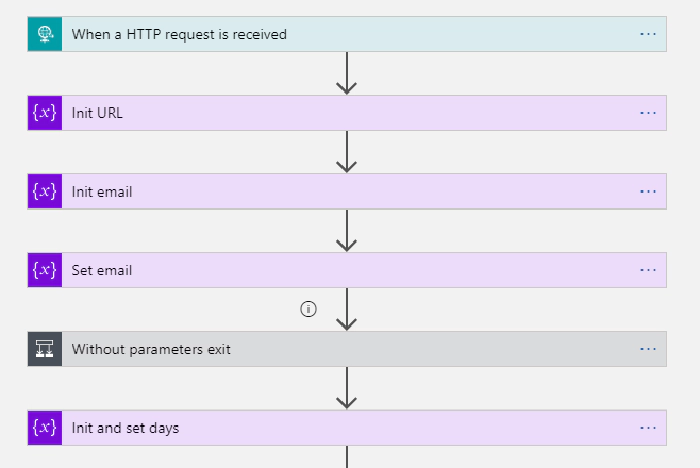 When a HTTP request is received
{x} Init URL
{x} Init email
{x} Set email
Without parameters exit
{x} Init and set days